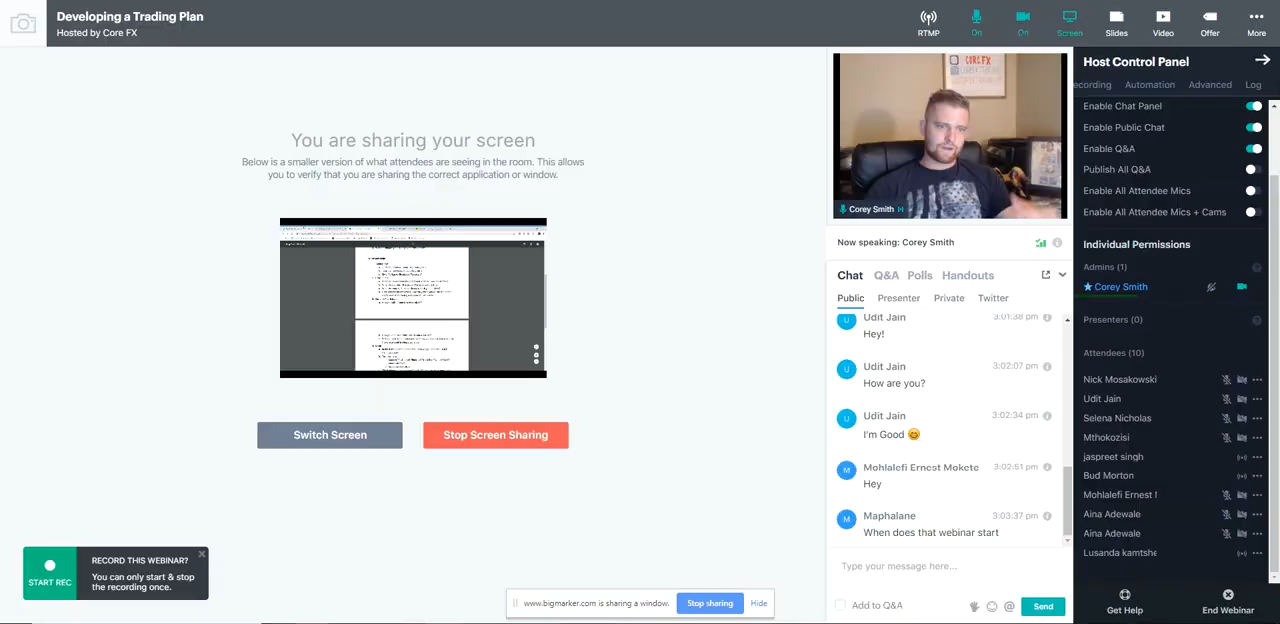 Developing a Trading Plan
Hosted by Core FX
RTMP
On
On
Screen
Slides
Video
Offer
More
You are sharing your screen
Below is a smaller version of what attendees are seeing in the room. This allows
you to verify that you are sharing the correct application or window.
Switch Screen
Stop Screen Sharing
START REC
RECORD THIS WEBINAR?
You can only start & stop
the recording once.
www.bigmarker.com is sharing a window.
Stop sharing
Hide
CORE FX
Corey Smith
Now speaking: Corey Smith
Chat Q&A Polls Handouts
Public Presenter Private Twitter
U
Udit Jain 3:01:38 pm
Hey!
U
Udit Jain 3:02:07 pm
How are you?
U
Udit Jain 3:02:34 pm
I'm Good 😊
M
Mohlalefi Ernest Mokete 3:02:51 pm
Hey
M
Maphalane 3:03:37 pm
When does that webinar start
Type your message here...
Add to Q&A
Send
Host Control Panel
ecording Automation Advanced Log
Enable Chat Panel
Enable Public Chat
Enable Q&A
Publish All Q&A
Enable All Attendee Mics
Enable All Attendee Mics + Cams
Individual Permissions
Admins (1)
Corey Smith
Presenters (0)
Attendees (10)
Nick Mosakowski
Udit Jain
Selena Nicholas
Mthokozisi
jaspreet singh
Bud Morton
Mohlalefi Ernest
Aina Adewale
Aina Adewale
Lusanda kamtshe
Get Help
End Webinar